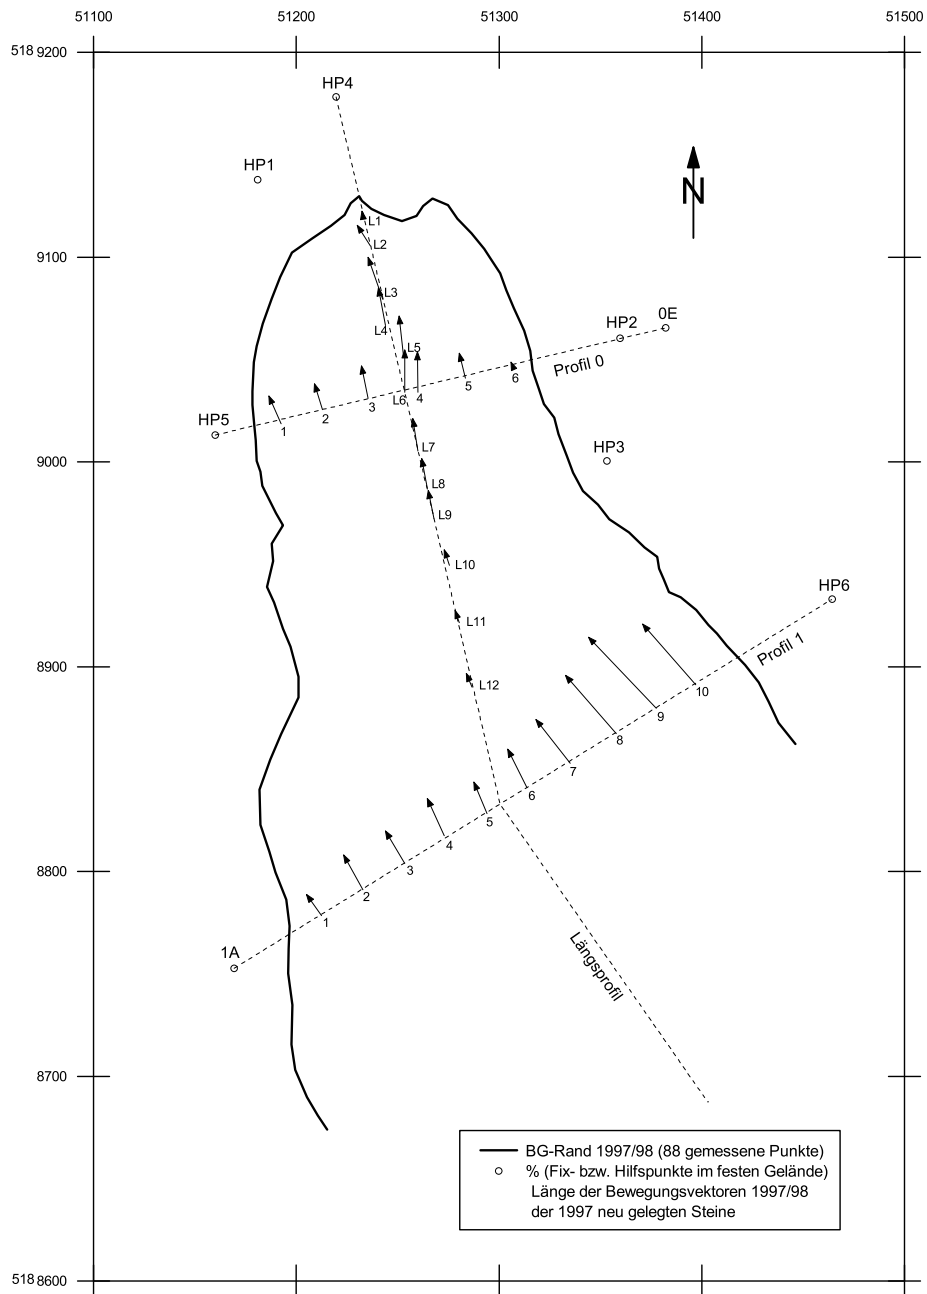 51100 51200 51300 51400 51500
518 9200
HP4
HP1
N
L1
L2
9100
L3
L4
HP2 0E
L5
Profil 0
L6 4 5 6
HP5 1 2 3
L7
HP3
9000
L8
L9
L10
HP6
L11
Profil 1
8900
L12
10
9
8
7
6
5
4
3
8800
2
1
1A
Längsprofil
8700
BG-Rand 1997/98 (88 gemessene Punkte)
% (Fix- bzw. Hilfspunkte im festen Gelände)
Länge der Bewegungsvektoren 1997/98
der 1997 neu gelegten Steine
518 8600